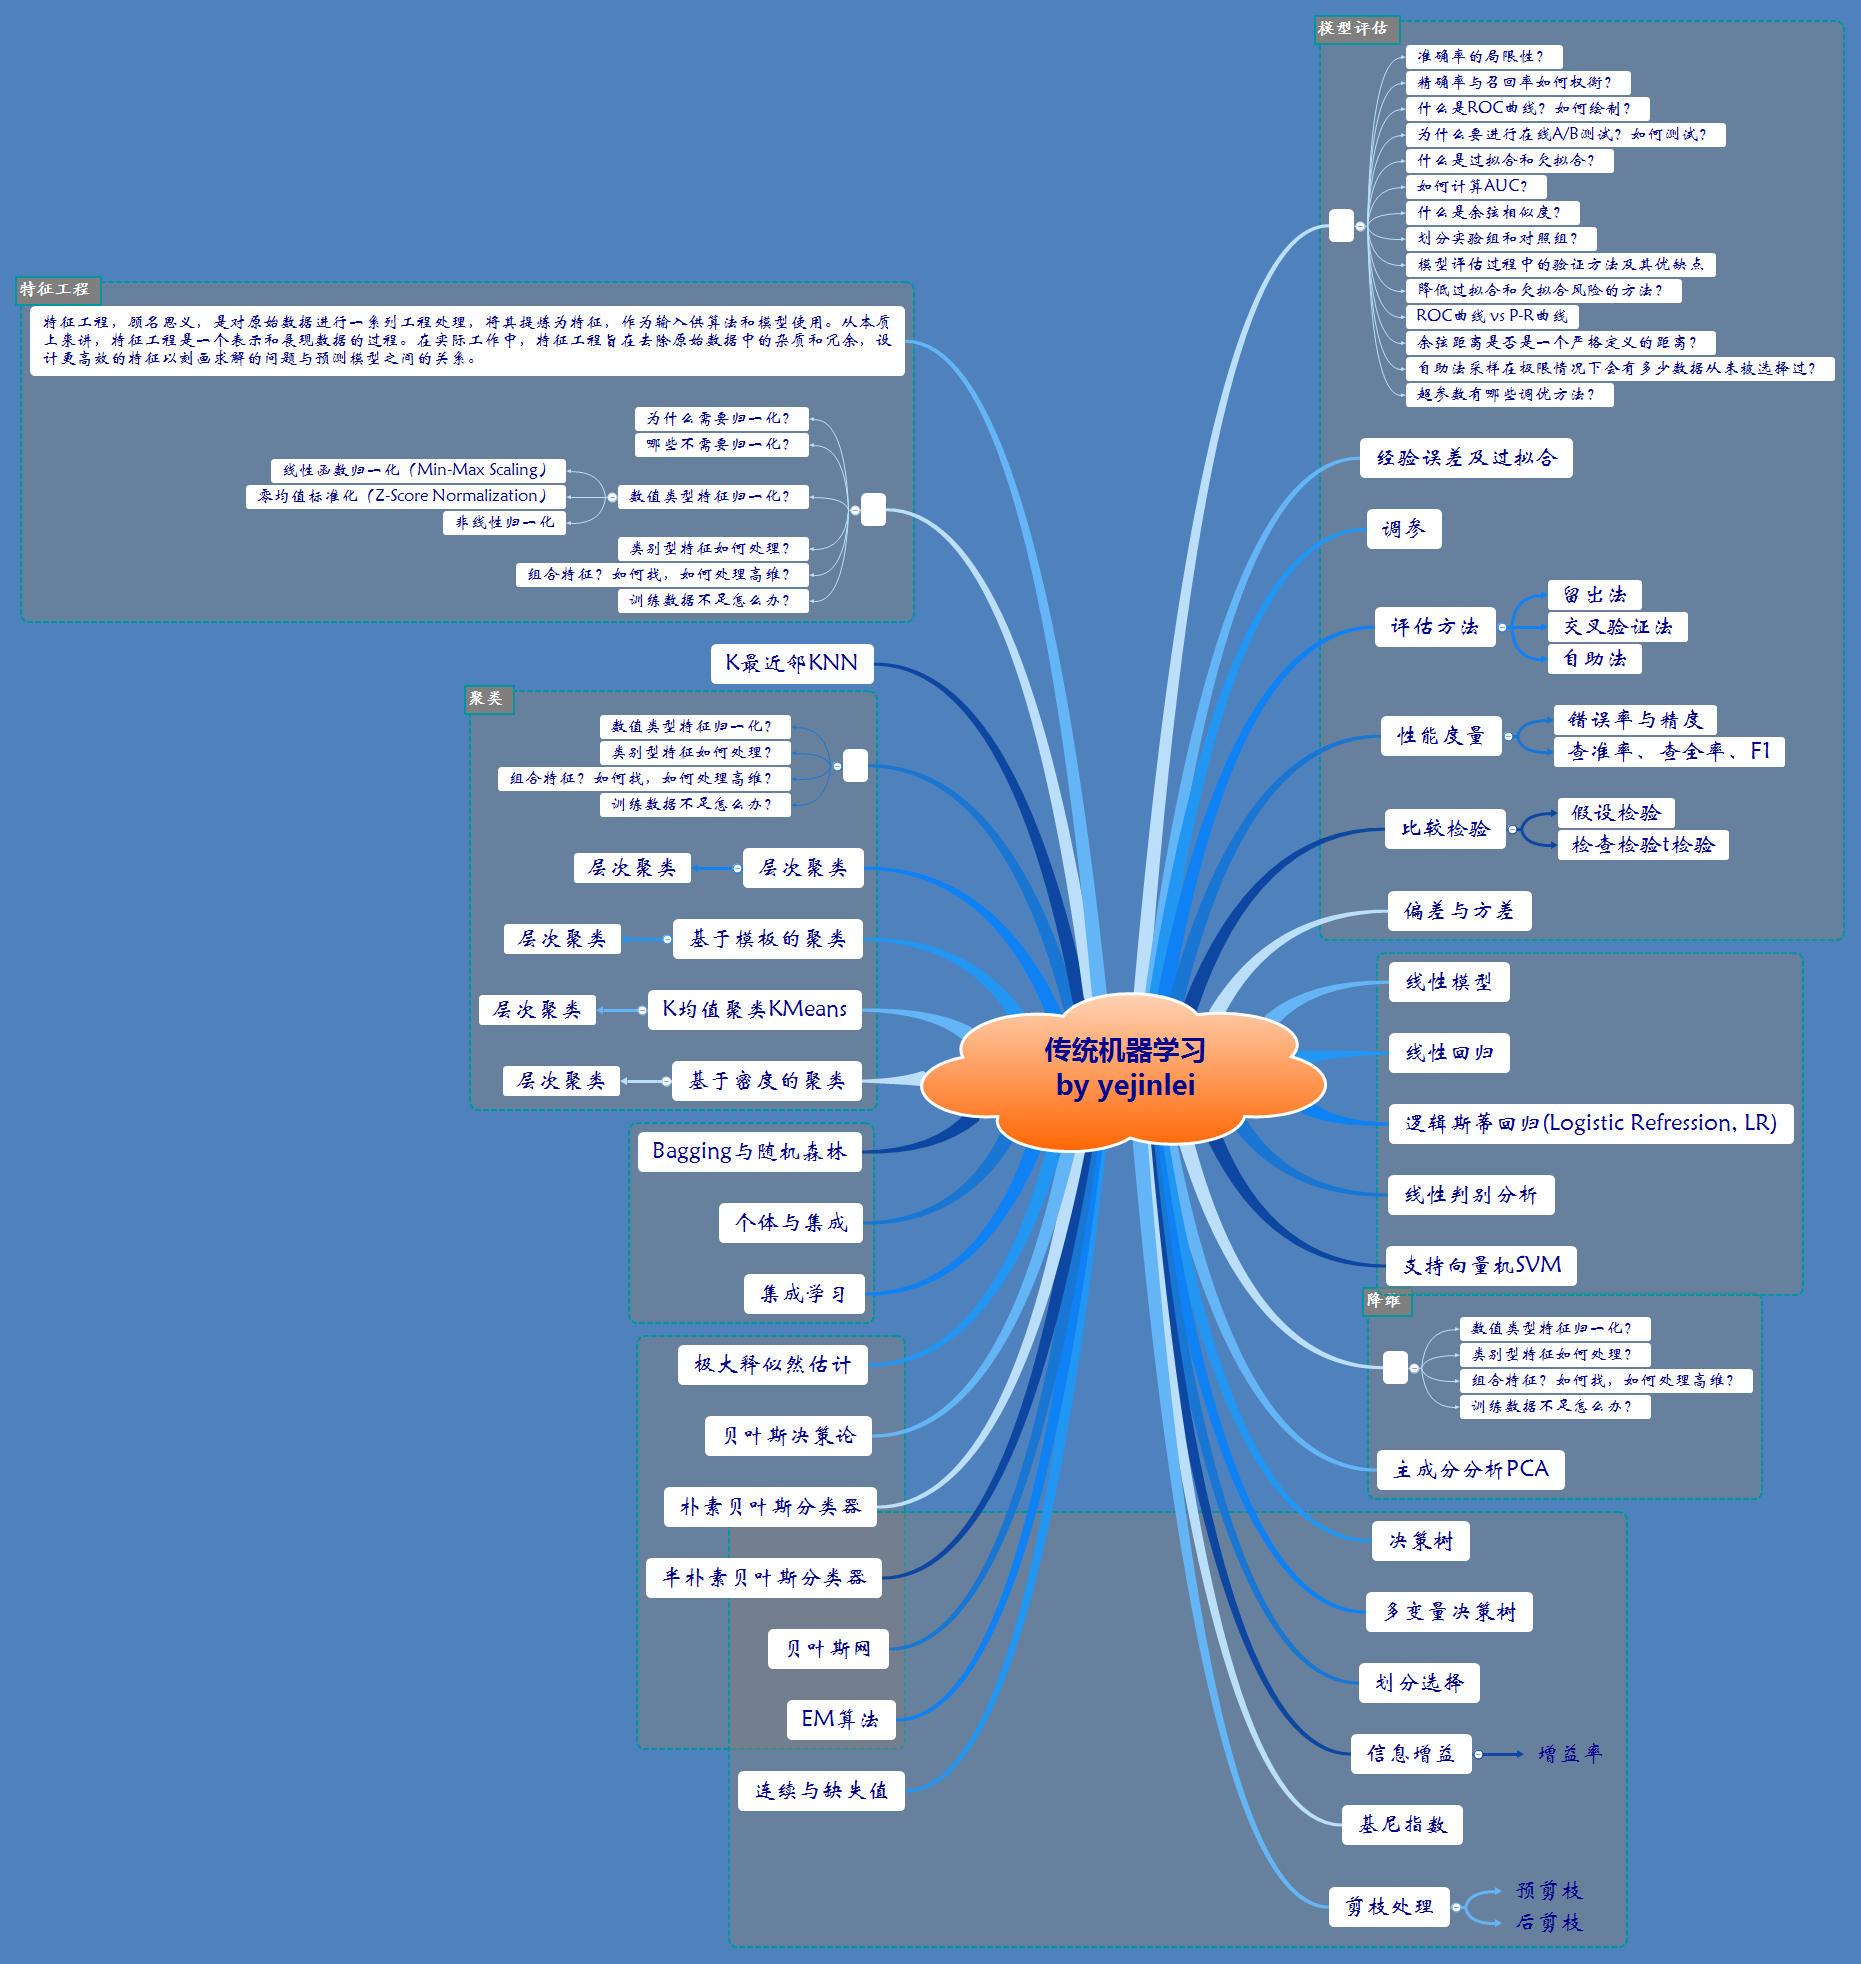 模型评估
准确率的局限性？
精确率与召回率如何权衡？
什么是ROC曲线？如何绘制？
为什么要进行在线A/B测试？如何测试？
什么是过拟合和欠拟合？
如何计算AUC？
什么是余弦相似度？
划分实验组和对照组？
模型评估过程中的验证方法及其优缺点
降低过拟合和欠拟合风险的方法？
ROC曲线 vs P-R曲线
余弦距离是否是一个严格定义的距离？
自助法采样在极限情况下会有多少数据从未被选择过？
超参数有哪些调优方法？
经验误差及过拟合
调参
评估方法
留出法
交叉验证法
自助法
性能度量
错误率与精度
查准率、查全率、F1
比较检验
假设检验
检查检验t检验
偏差与方差
线性模型
线性回归
逻辑斯蒂回归(Logistic Refression, LR)
线性判别分析
支持向量机SVM
降维
数值类型特征归一化？
类别型特征如何处理？
组合特征？如何找，如何处理高维？
训练数据不足怎么办？
主成分分析PCA
决策树
多变量决策树
划分选择
信息增益
增益率
基尼指数
剪枝处理
预剪枝
后剪枝
传统机器学习
by yejinlei
特征工程
特征工程，顾名思义，是对原始数据进行一系列工程处理，将其提炼为特征，作为输入供算法和模型使用。从本质
上来讲，特征工程是一个表示和展现数据的过程。在实际工作中，特征工程旨在去除原始数据中的杂质和冗余，设
计更高效的特征以刻画求解的问题与预测模型之间的关系。
为什么需要归一化？
哪些不需要归一化？
数值类型特征归一化？
线性函数归一化（Min-Max Scaling）
零均值标准化（Z-Score Normalization）
非线性归一化
类别型特征如何处理？
组合特征？如何找，如何处理高维？
训练数据不足怎么办？
K最近邻KNN
聚类
数值类型特征归一化？
类别型特征如何处理？
组合特征？如何找，如何处理高维？
训练数据不足怎么办？
层次聚类
层次聚类
基于模板的聚类
层次聚类
K均值聚类KMeans
层次聚类
基于密度的聚类
层次聚类
Bagging与随机森林
个体与集成
集成学习
极大释似然估计
贝叶斯决策论
朴素贝叶斯分类器
半朴素贝叶斯分类器
贝叶斯网
EM算法
连续与缺失值